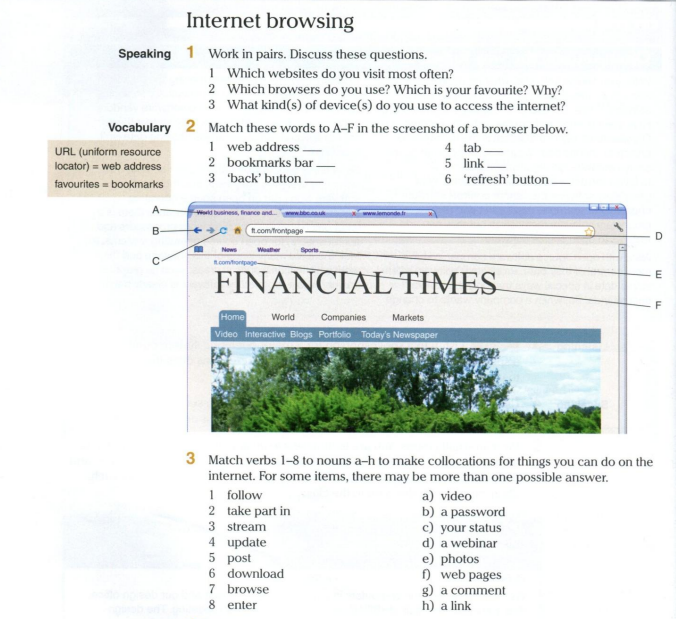 Internet browsing
Speaking 1 Work in pairs. Discuss these questions.
1 Which websites do you visit most often?
2 Which browsers do you use? Which is your favourite? Why?
3 What kind(s) of device(s) do you use to access the internet?
Vocabulary 2 Match these words to A–F in the screenshot of a browser below.
URL (uniform resource
locator) = web address
favourites = bookmarks
1 web address ___
2 bookmarks bar ___
3 'back' button ___
4 tab ___
5 link ___
6 'refresh' button ___
A
World business, finance and... www.bbc.co.uk x www.lemonde.fr x
B
ft.com/frontpage
D
C
News Weather Sports
E
ft.com/frontpage
F
FINANCIAL TIMES
Home World Companies Markets
Video Interactive Blogs Portfolio Today's Newspaper
3 Match verbs 1–8 to nouns a–h to make collocations for things you can do on the
internet. For some items, there may be more than one possible answer.
1 follow
2 take part in
3 stream
4 update
5 post
6 download
7 browse
8 enter
a) video
b) a password
c) your status
d) a webinar
e) photos
f) web pages
g) a comment
h) a link